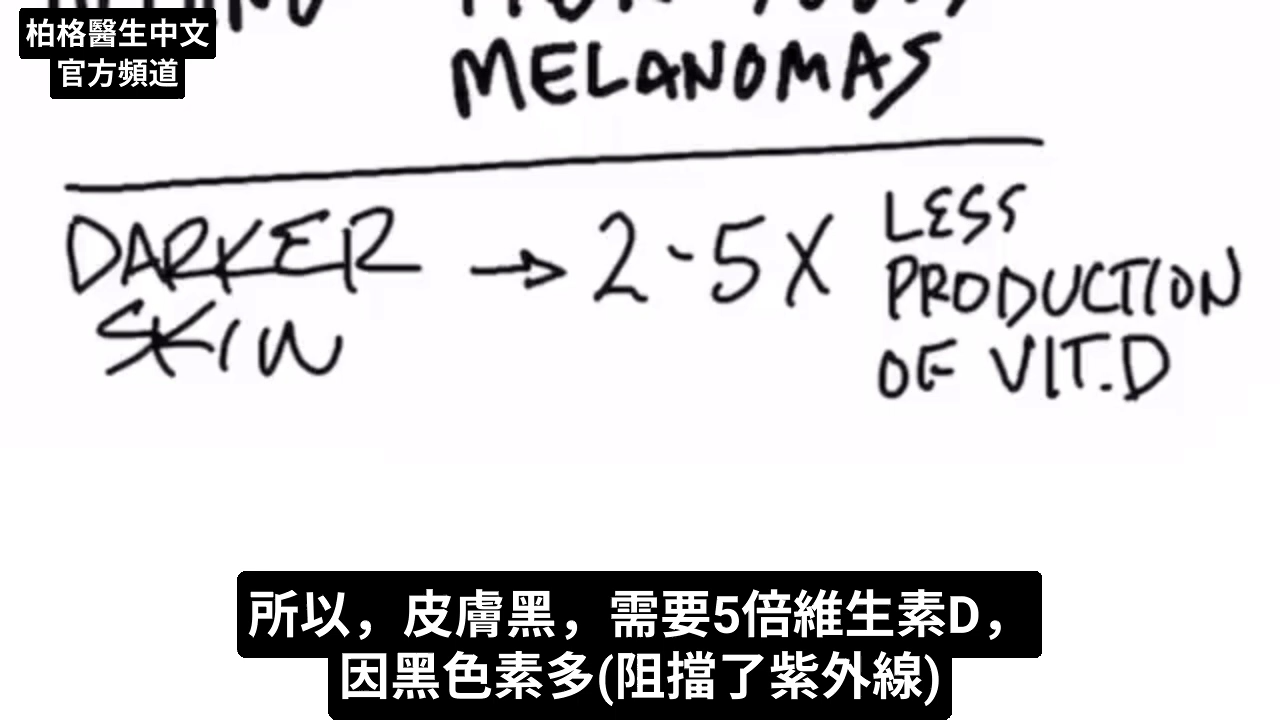 柏格醫生中文
官方頻道
MELANOMAS
DARKER
SKIN
→ 2-5X
LESS
PRODUCTION
OF VIT.D
所以，皮膚黑，需要5倍維生素D，
因黑色素多(阻擋了紫外線)